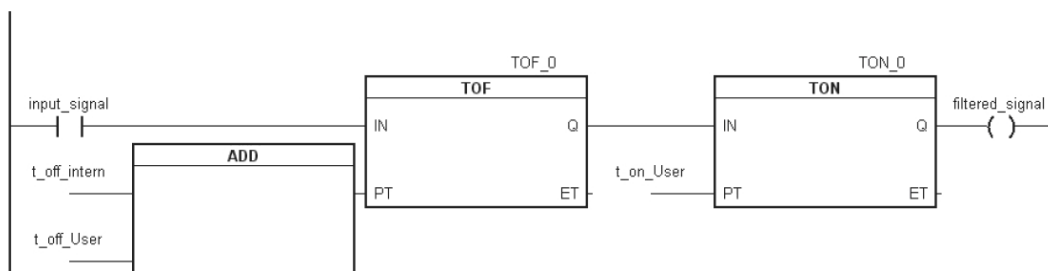 TOF_0
TON_0
TOF
TON
input_signal
filtered_signal
IN
Q
IN
Q
ADD
t_off_intern
t_on_User
PT
ET
PT
ET
t_off_User